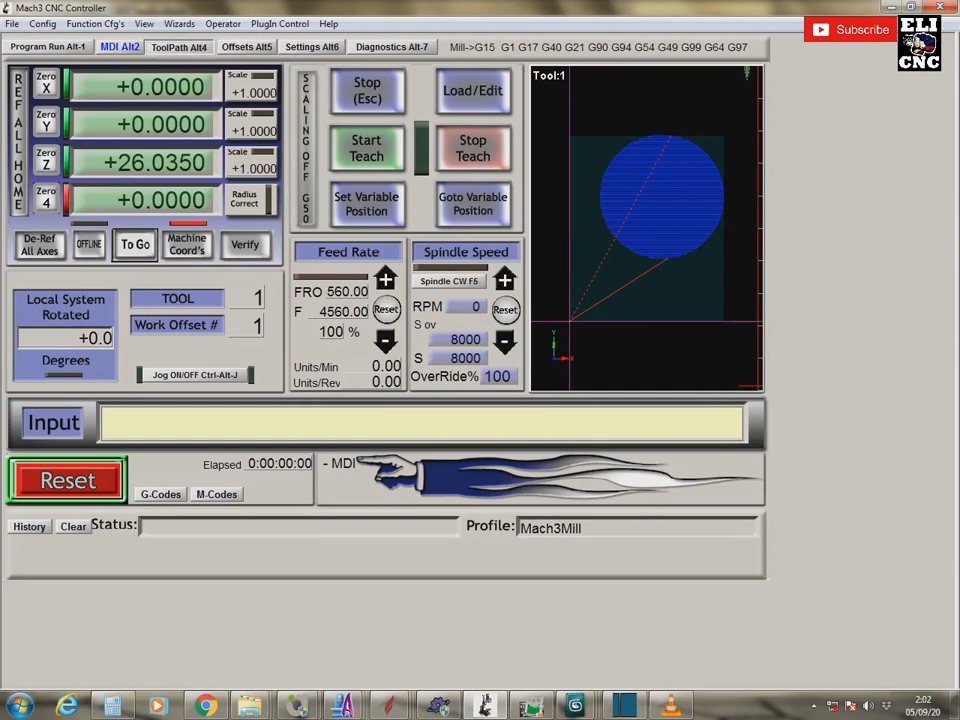 Mach3 CNC Controller
File Config Function Cfg's View Wizards Operator PlugIn Control Help
Program Run Alt-1 MDI Alt2 ToolPath Alt4 Offsets Alt5 Settings Alt6 Diagnostics Alt-7 Mill->G15 G1 G17 G40 G21 G90 G94 G54 G49 G99 G64 G97
Subscribe
ELI
CNC
REF ALL HOME
Zero X +0.0000 Scale +1.0000
Zero Y +0.0000 Scale +1.0000
Zero Z +26.0350 Scale +1.0000
Zero 4 +0.0000 Radius Correct
De-Ref All Axes OFFLINE To Go Machine Coord's Verify
SCALING OFF G50
Stop (Esc) Load/Edit
Start Teach Stop Teach
Set Variable Position Goto Variable Position
Tool:1
Feed Rate
FRO 560.00
F 4560.00 Reset
100 %
Units/Min 0.00
Units/Rev 0.00
Spindle Speed
Spindle CW F5
RPM 0 Reset
S ov 8000
S 8000
OverRide% 100
Local System Rotated
+0.0
Degrees
TOOL 1
Work Offset # 1
Jog ON/OFF Ctrl-Alt-J
Y
Input
Reset
Elapsed 0:00:00:00 - MDI
G-Codes M-Codes
History Clear Status: Profile: Mach3Mill
2:02
05/09/20